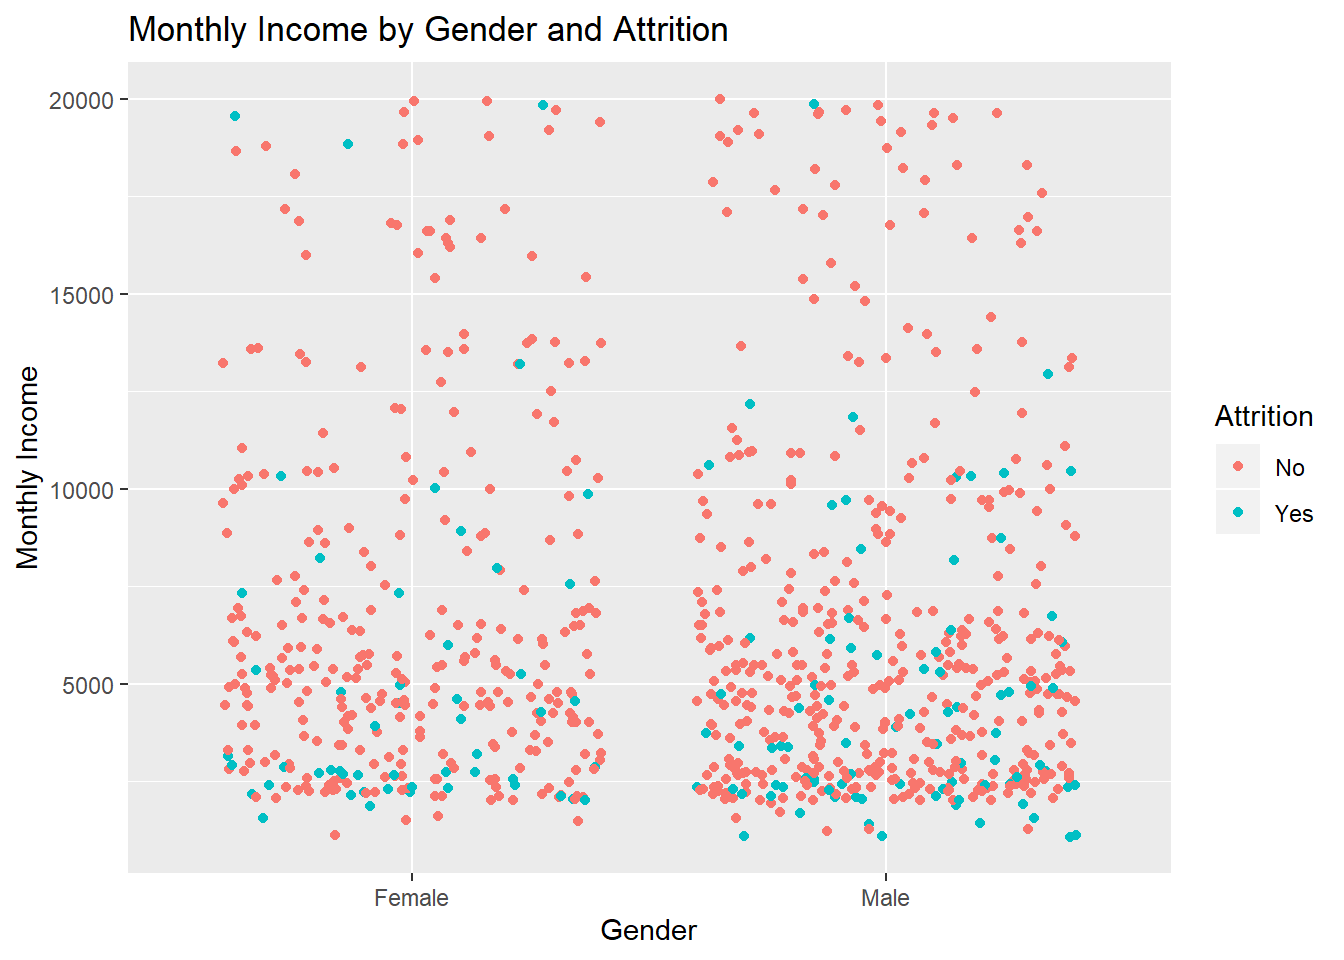 Monthly Income by Gender and Attrition
20000
15000
10000
5000
Monthly Income
Female
Male
Gender
Attrition
No
Yes